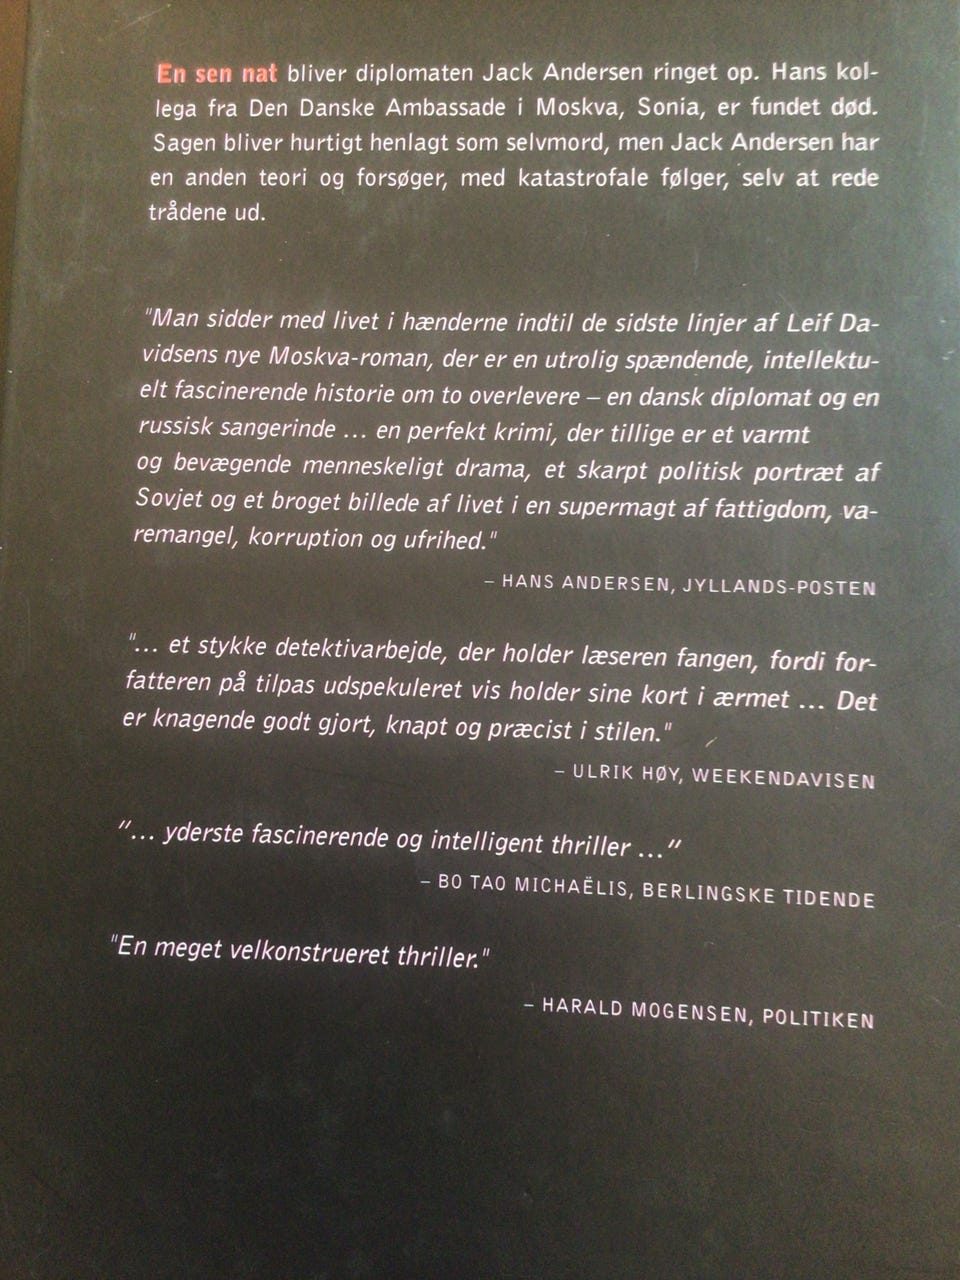 En sen nat bliver diplomaten Jack Andersen ringet op. Hans kol-
lega fra Den Danske Ambassade i Moskva, Sonia, er fundet død.
Sagen bliver hurtigt henlagt som selvmord, men Jack Andersen har
en anden teori og forsøger, med katastrofale følger, selv at rede
trådene ud.
"Man sidder med livet i hænderne indtil de sidste linjer af Leif Da-
vidsens nye Moskva-roman, der er en utrolig spændende, intellektu-
elt fascinerende historie om to overlevere – en dansk diplomat og en
russisk sangerinde ... en perfekt krimi, der tillige er et varmt
og bevægende menneskeligt drama, et skarpt politisk portræt af
Sovjet og et broget billede af livet i en supermagt af fattigdom, va-
remangel, korruption og ufrihed."
– HANS ANDERSEN, JYLLANDS-POSTEN
"... et stykke detektivarbejde, der holder læseren fangen, fordi for-
fatteren på tilpas udspekuleret vis holder sine kort i ærmet ... Det
er knagende godt gjort, knapt og præcist i stilen."
– ULRIK HØY, WEEKENDAVISEN
"... yderste fascinerende og intelligent thriller ..."
– BO TAO MICHAËLIS, BERLINGSKE TIDENDE
"En meget velkonstrueret thriller."
– HARALD MOGENSEN, POLITIKEN